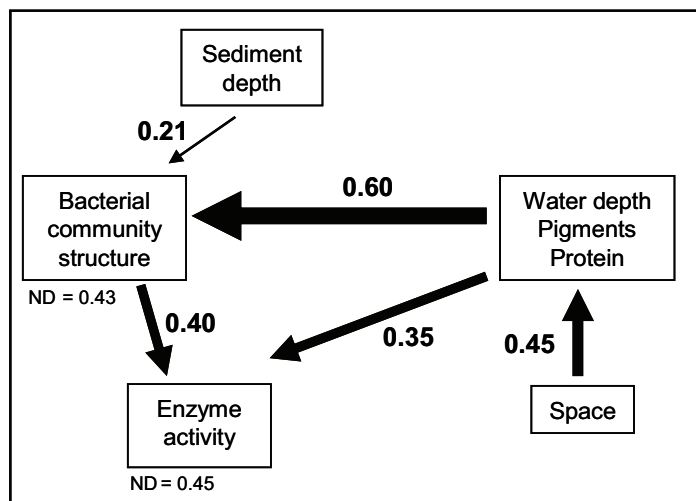 Sediment
depth
0.21
Bacterial
community
structure
ND = 0.43
0.60
Water depth
Pigments
Protein
0.40
0.35
0.45
Enzyme
activity
ND = 0.45
Space